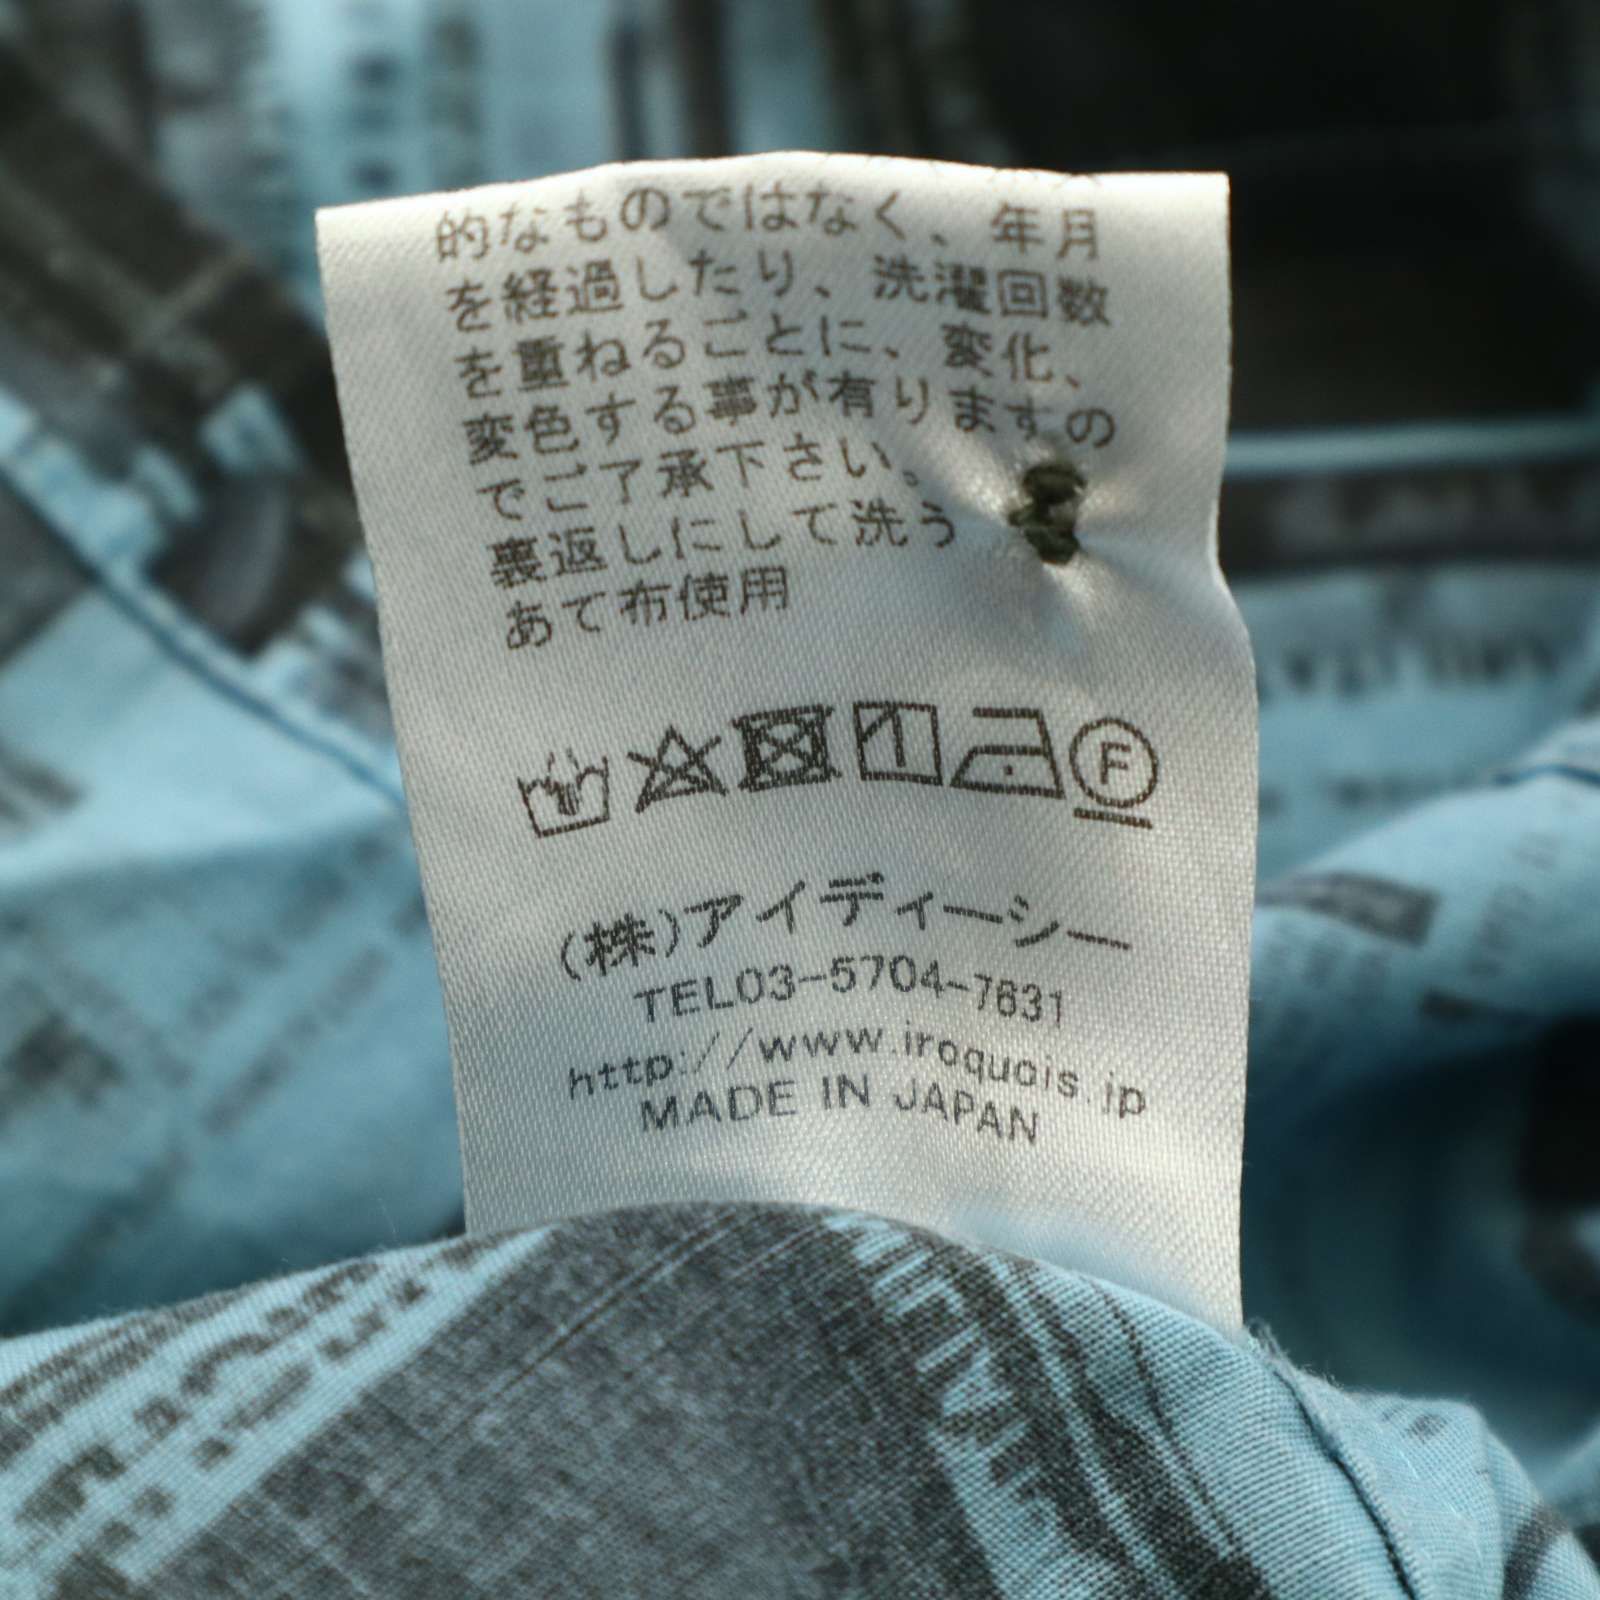 的なものではなく、年月
を経過したり、洗濯回数
を重ねるごとに、変化、
変色する事が有りますの
でご了承下さい。
裏返しにして洗う
あて布使用
F
(株)アイディーシー
TEL03-5704-7631
http://www.iroquois.jp
MADE IN JAPAN